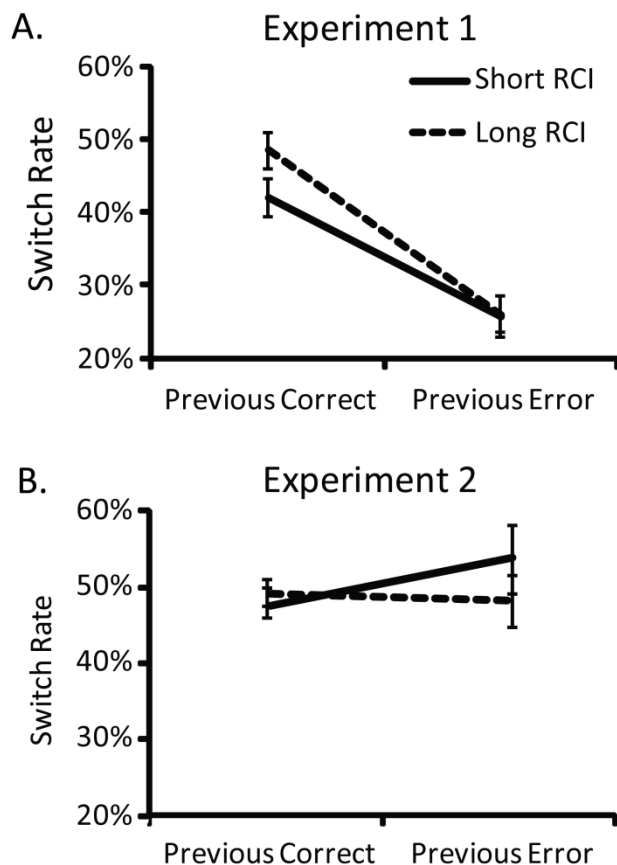 A.
Experiment 1
60%
50%
40%
30%
20%
Switch Rate
Short RCI
Long RCI
Previous Correct
Previous Error
B.
Experiment 2
60%
50%
40%
30%
20%
Switch Rate
Previous Correct
Previous Error